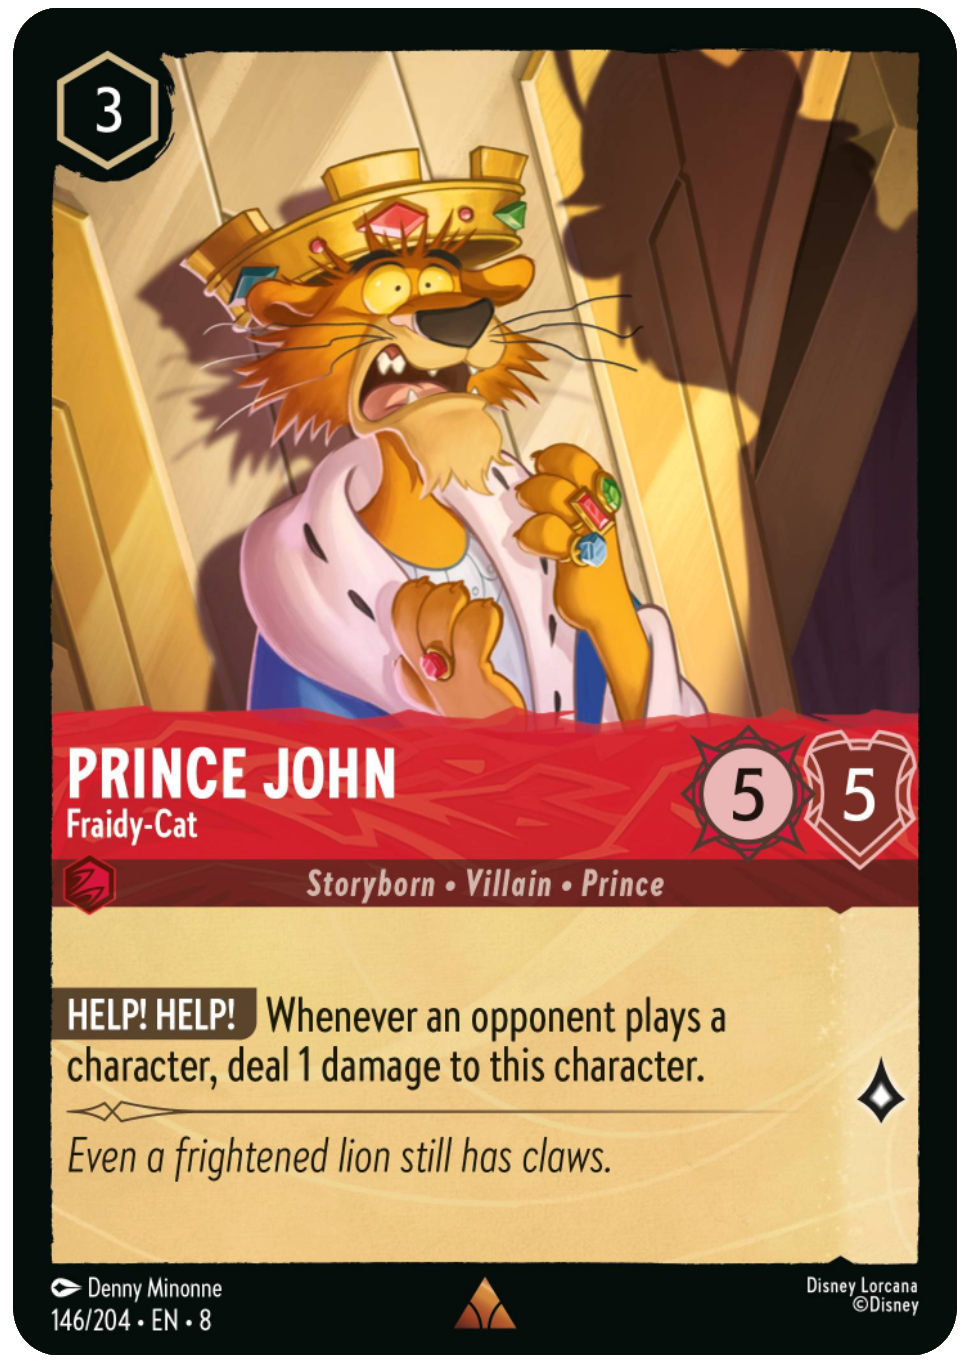 3
PRINCE JOHN
Fraidy-Cat
5
5
Storyborn • Villain • Prince
HELP! HELP! Whenever an opponent plays a
character, deal 1 damage to this character.
Even a frightened lion still has claws.
Denny Minonne
146/204 • EN • 8
Disney Lorcana
©Disney